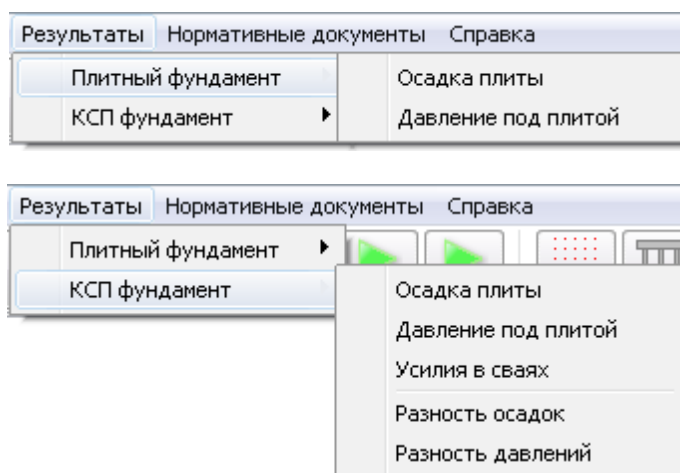 Результаты Нормативные документы Справка
Плитный фундамент Осадка плиты
КСП фундамент Давление под плитой
Результаты Нормативные документы Справка
Плитный фундамент
КСП фундамент Осадка плиты
Давление под плитой
Усилия в сваях
Разность осадок
Разность давлений